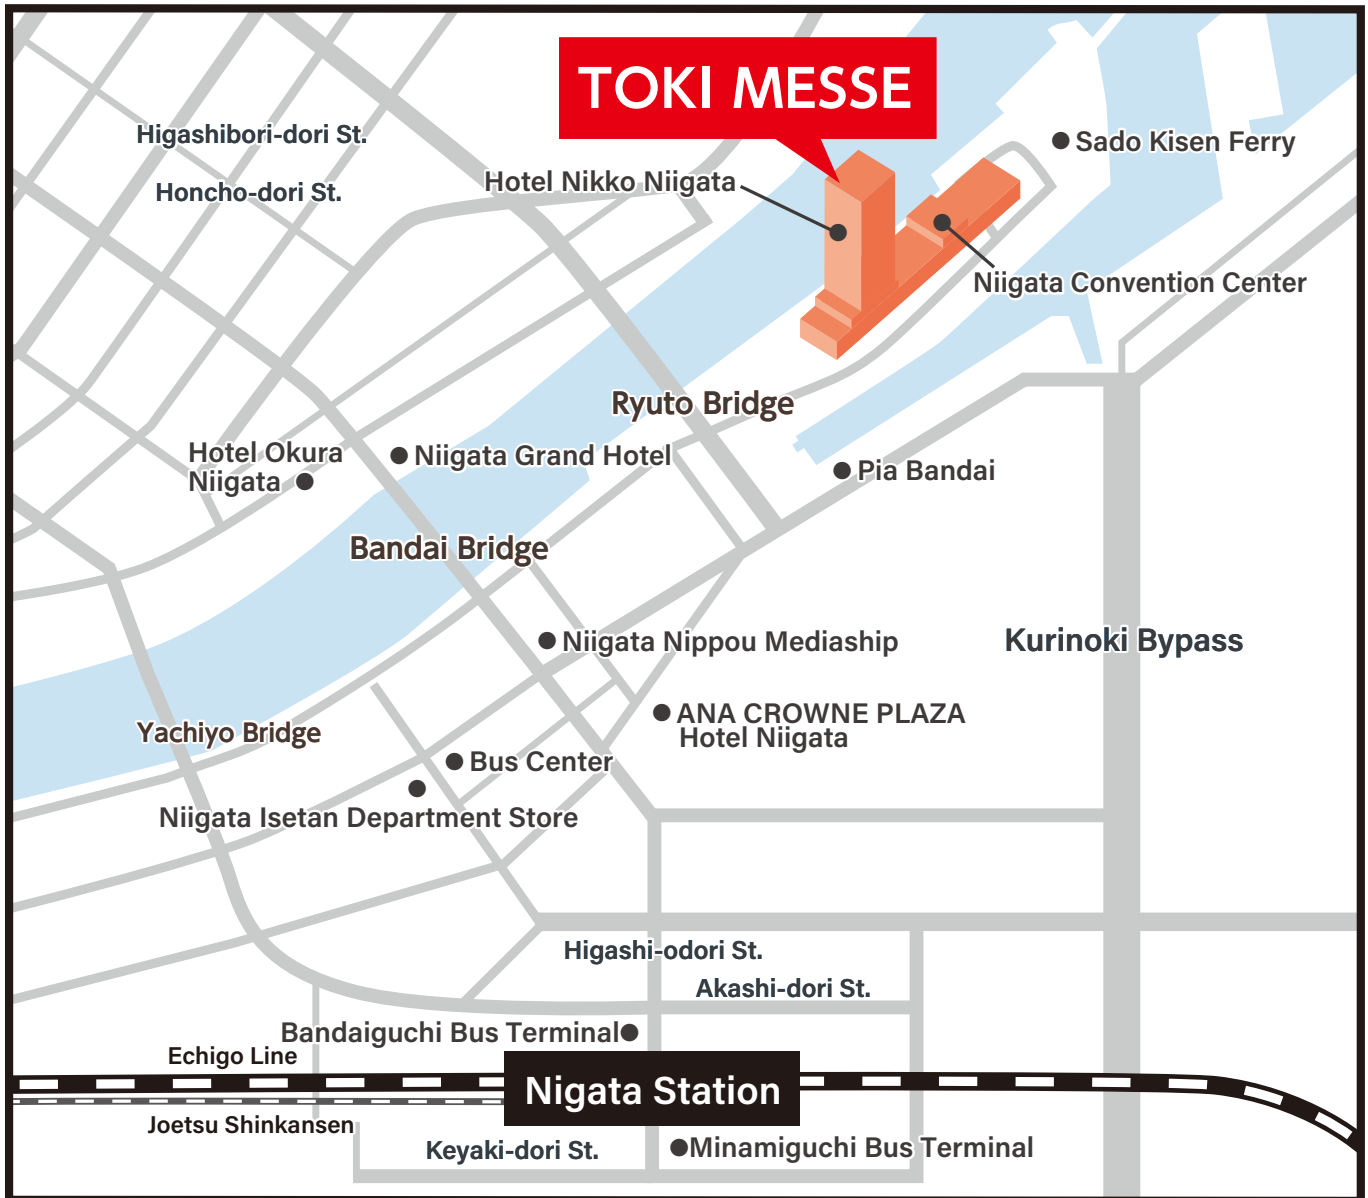 TOKI MESSE
Higashibori-dori St.
Sado Kisen Ferry
Hotel Nikko Niigata
Honcho-dori St.
Niigata Convention Center
Ryuto Bridge
Hotel Okura
Niigata
Niigata Grand Hotel
Pia Bandai
Bandai Bridge
Niigata Nippou Mediaship
Kurinoki Bypass
ANA CROWNE PLAZA
Hotel Niigata
Yachiyo Bridge
Bus Center
Niigata Isetan Department Store
Higashi-odori St.
Akashi-dori St.
Bandaiguchi Bus Terminal
Echigo Line
Nigata Station
Joetsu Shinkansen
Keyaki-dori St.
Minamiguchi Bus Terminal